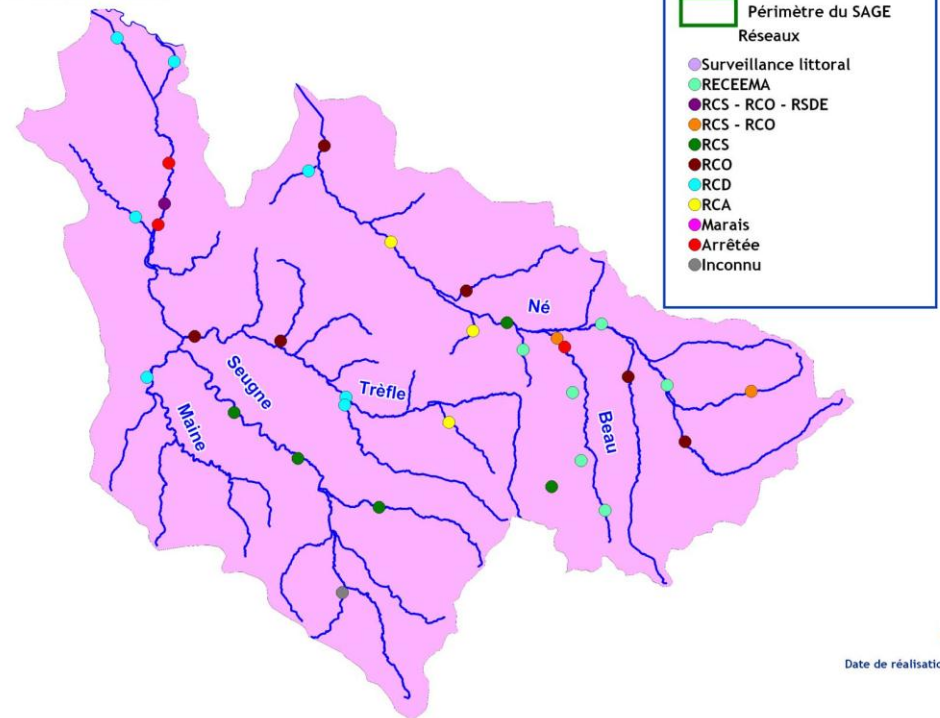 Périmètre du SAGE
Réseaux
Surveillance littoral
RECEEMA
RCS - RCO - RSDE
RCS - RCO
RCS
RCO
RCD
RCA
Marais
Arrêtée
Inconnu
Né
Seugne
Trèfle
Maine
Beau
Date de réalisatio